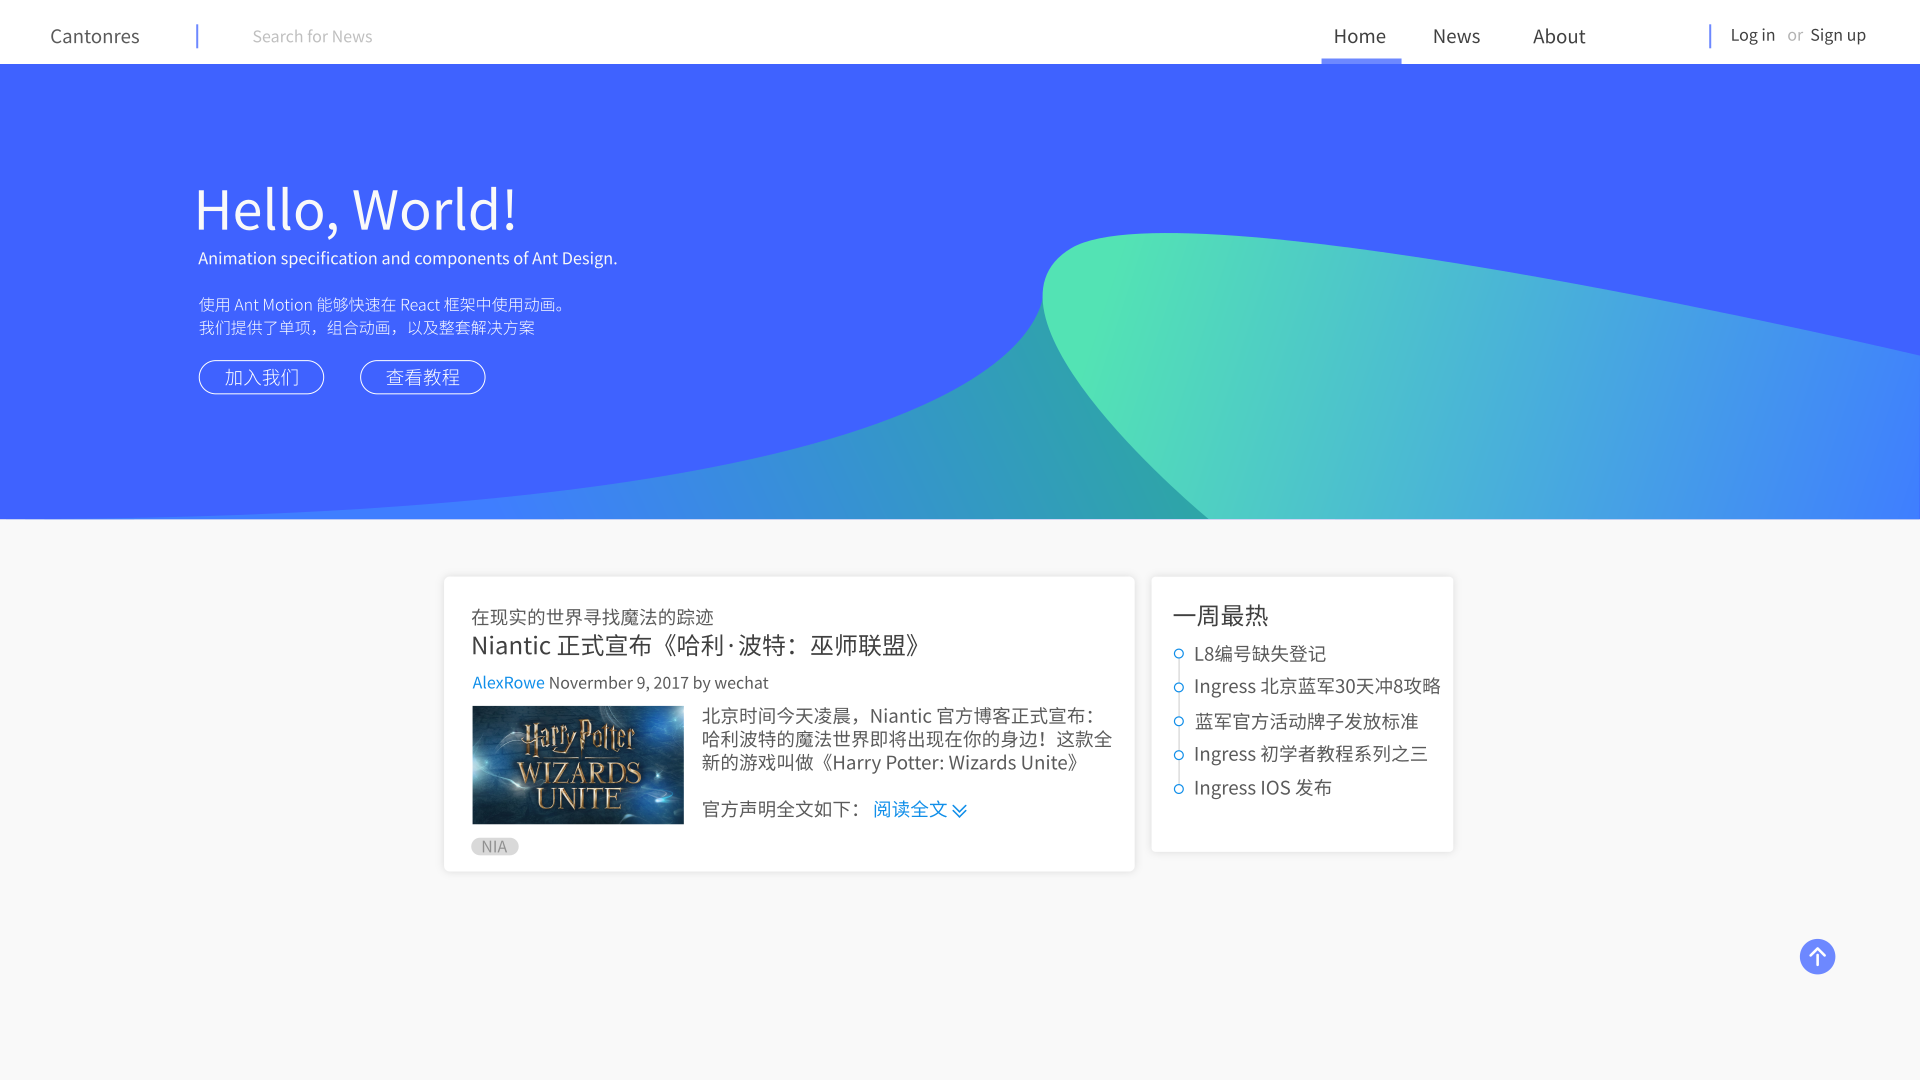 Cantonres
Search for News
Home
News
About
Log in or Sign up
Hello, World!
Animation specification and components of Ant Design.
使用 Ant Motion 能够快速在 React 框架中使用动画。
我们提供了单项，组合动画，以及整套解决方案
加入我们
查看教程
在现实的世界寻找魔法的踪迹
Niantic 正式宣布《哈利·波特：巫师联盟》
AlexRowe Novermber 9, 2017 by wechat
Harry Potter
WIZARDS
UNITE
北京时间今天凌晨，Niantic 官方博客正式宣布：
哈利波特的魔法世界即将出现在你的身边！这款全
新的游戏叫做《Harry Potter: Wizards Unite》
官方声明全文如下： 阅读全文
NIA
一周最热
L8编号缺失登记
Ingress 北京蓝军30天冲8攻略
蓝军官方活动牌子发放标准
Ingress 初学者教程系列之三
Ingress IOS 发布